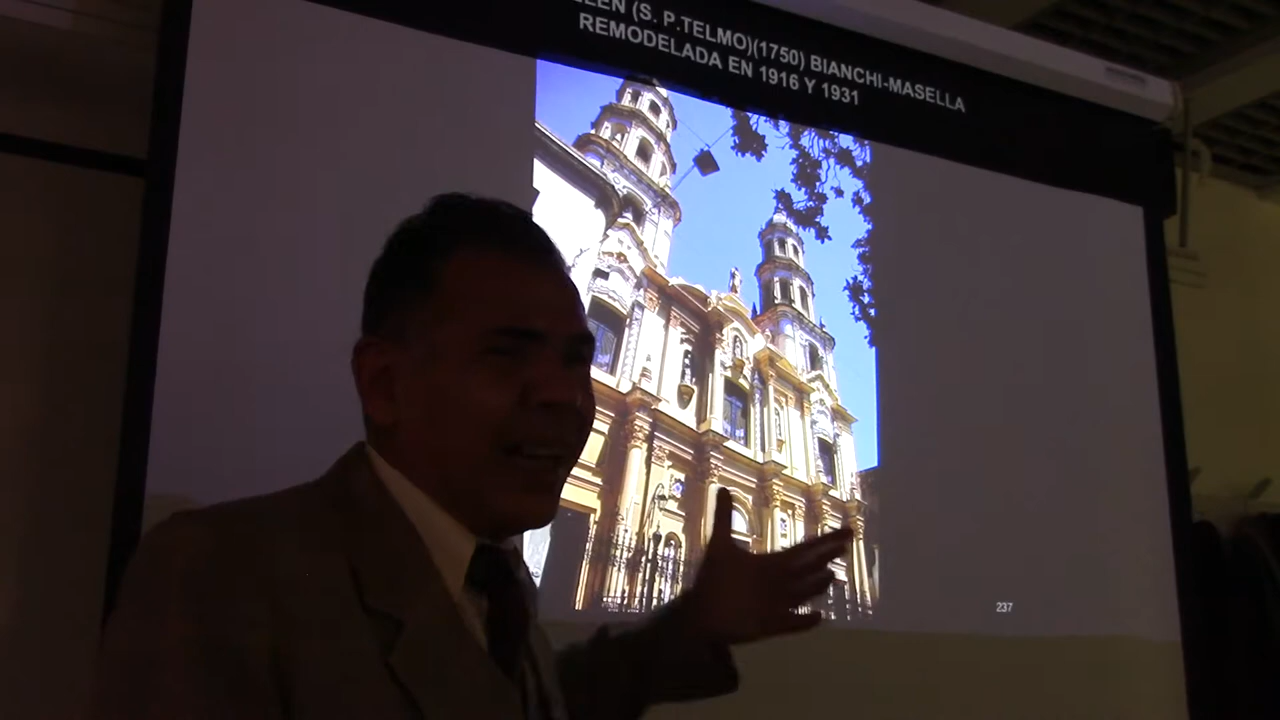 (S. P.TELMO)(1750) BIANCHI-MASELLA
REMODELADA EN 1916 Y 1931
237